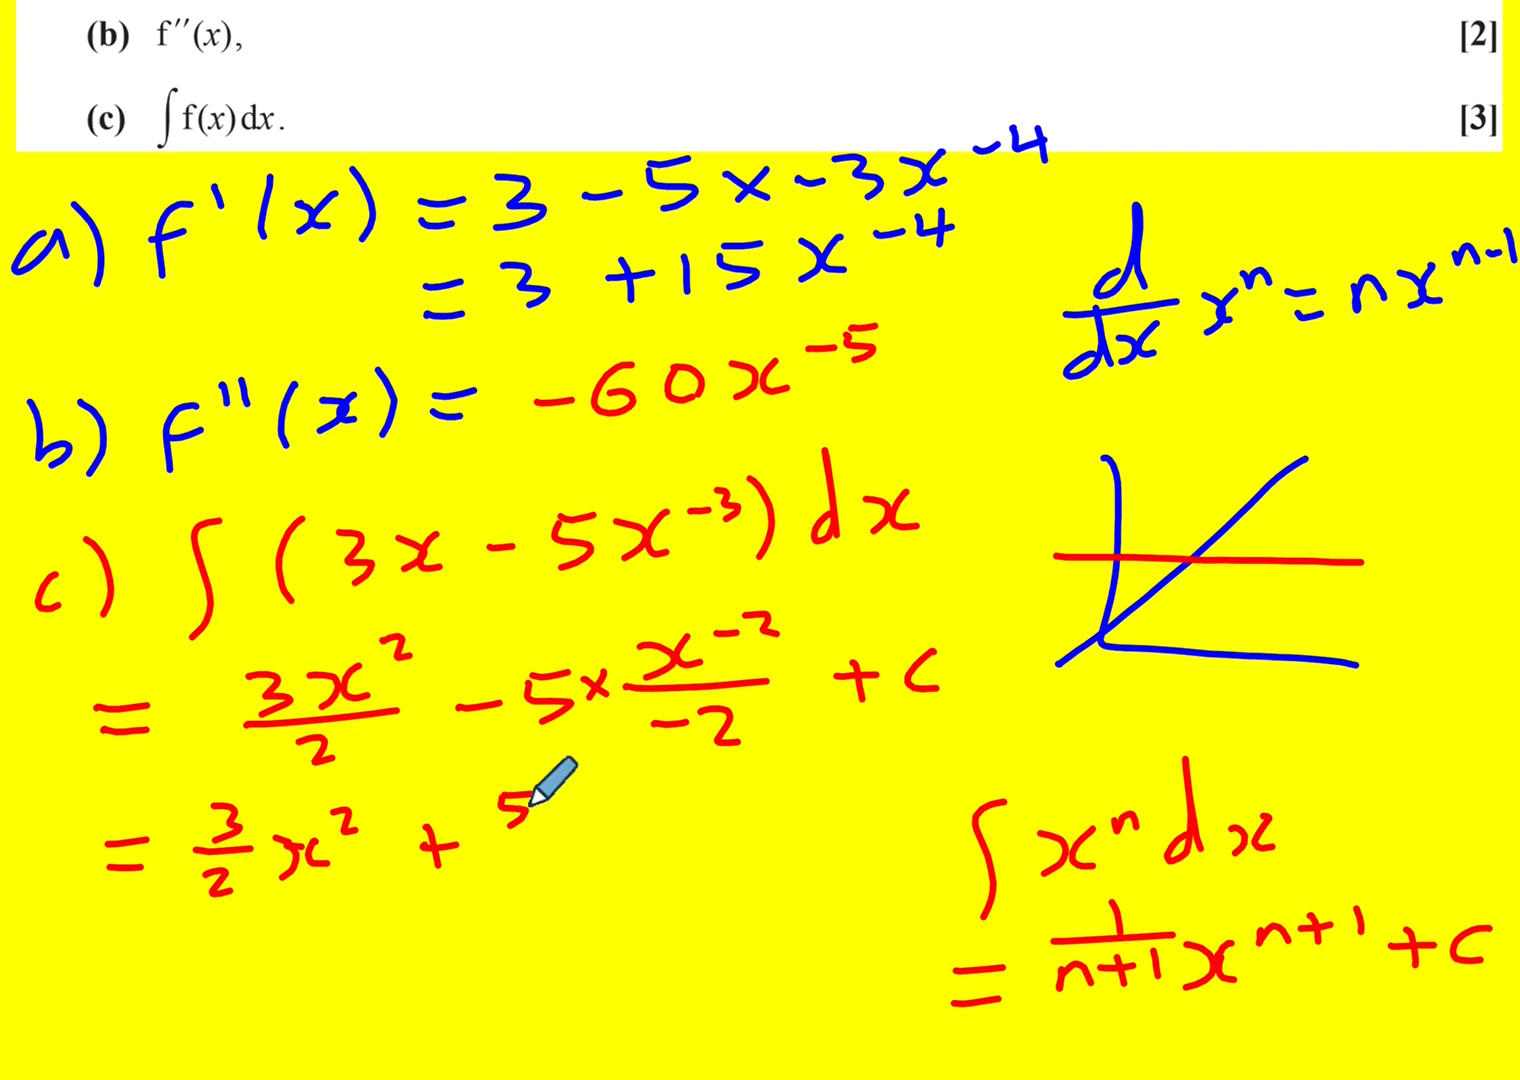 (b) f″(x), [2]
(c) ∫ f(x) dx. [3]
a) f'(x) = 3 - 5 × -3x⁻⁴
= 3 + 15x⁻⁴
d/dx xⁿ = nxⁿ⁻¹
b) f''(x) = -60x⁻⁵
c) ∫ (3x - 5x⁻³) dx
= 3x²/2 - 5 × x⁻²/-2 + c
= 3/2 x² + 5
∫ xⁿ dx
= 1/n+1 xⁿ⁺¹ + c